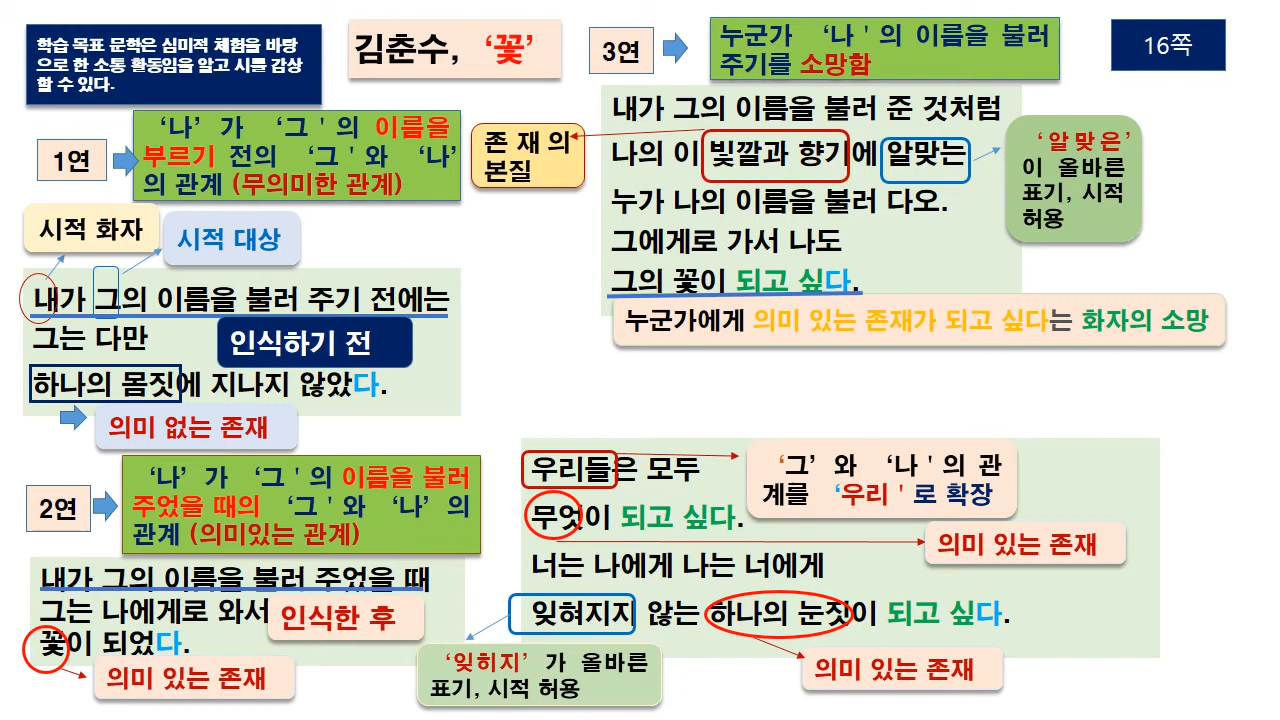 학습 목표 문학은 심미적 체험을 바탕
으로 한 소통 활동임을 알고 시를 감상
할 수 있다.
김춘수, ‘꽃’
16쪽
1연
‘나’ 가 ‘그＇의 이름을
부르기 전의 ‘그＇와 ‘나’
의 관계 (무의미한 관계)
시적 화자
시적 대상
내가 그의 이름을 불러 주기 전에는
그는 다만
인식하기 전
하나의 몸짓에 지나지 않았다.
의미 없는 존재
2연
‘나’ 가 ‘그＇의 이름을 불러
주었을 때의 ‘그＇와 ‘나’ 의
관계 (의미있는 관계)
내가 그의 이름을 불러 주었을 때
그는 나에게로 와서
인식한 후
꽃이 되었다.
의미 있는 존재
3연
누군가 ‘나＇의 이름을 불러
주기를 소망함
존재의
본질
내가 그의 이름을 불러 준 것처럼
나의 이 빛깔과 향기에 알맞는
누가 나의 이름을 불러 다오.
그에게로 가서 나도
그의 꽃이 되고 싶다.
‘알맞은’
이 올바른
표기, 시적
허용
누군가에게 의미 있는 존재가 되고 싶다는 화자의 소망
우리들은 모두
‘그’ 와 ‘나＇의 관
계를 ‘우리＇로 확장
무엇이 되고 싶다.
의미 있는 존재
너는 나에게 나는 너에게
잊혀지지 않는 하나의 눈짓이 되고 싶다.
‘잊히지’ 가 올바른
표기, 시적 허용
의미 있는 존재